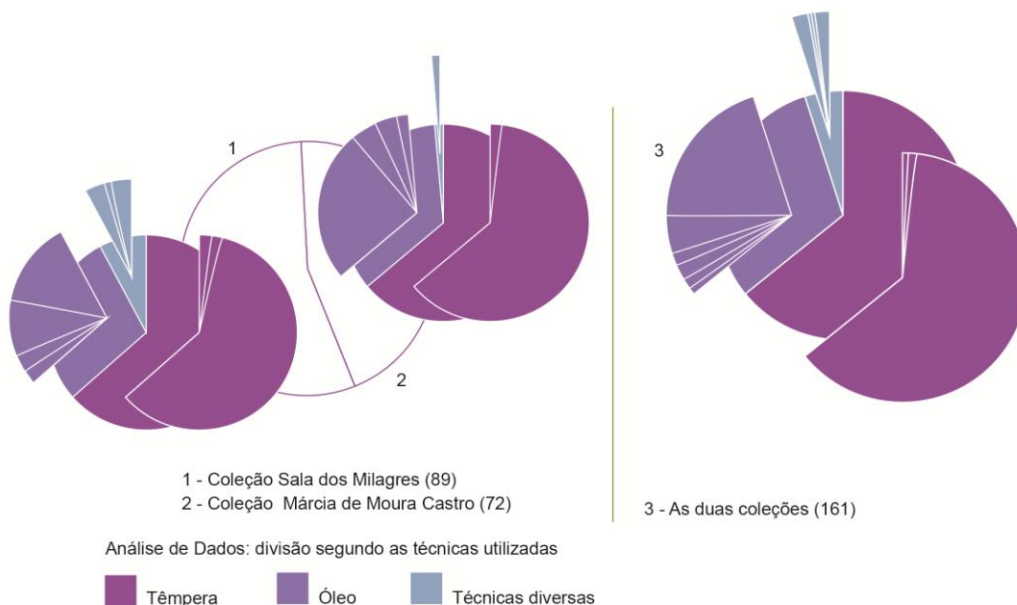 1
2
3
1 - Coleção Sala dos Milagres (89)
2 - Coleção Márcia de Moura Castro (72)
3 - As duas coleções (161)
Análise de Dados: divisão segundo as técnicas utilizadas
Têmpera
Óleo
Técnicas diversas